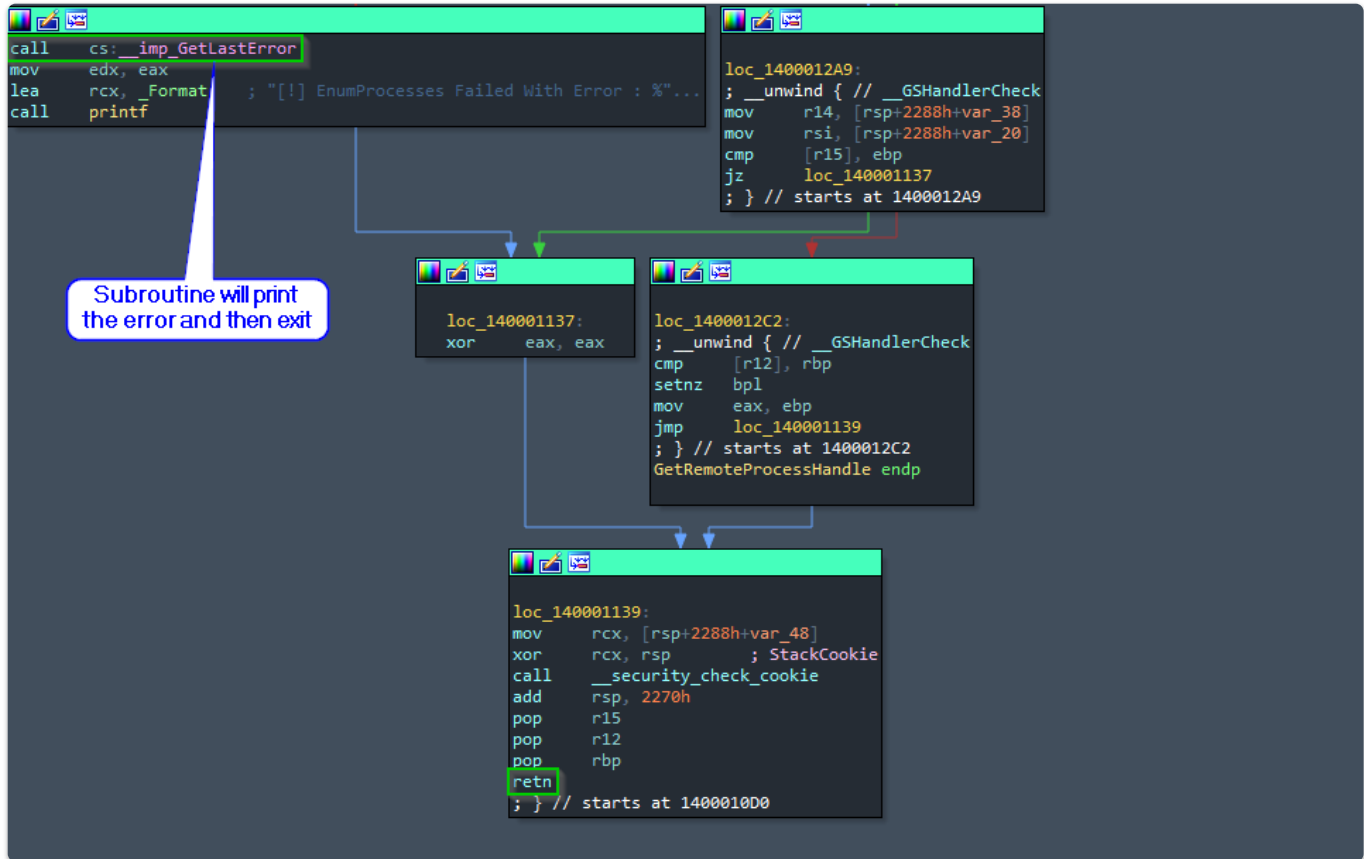 call cs:__imp_GetLastError
mov edx, eax
lea rcx, _Format ; "[!] EnumProcesses Failed With Error : %"...
call printf
loc_1400012A9:
; __unwind { // __GSHandlerCheck
mov r14, [rsp+2288h+var_38]
mov rsi, [rsp+2288h+var_20]
cmp [r15], ebp
jz loc_140001137
; } // starts at 1400012A9
Subroutine will print
the error and then exit
loc_140001137:
xor eax, eax
loc_1400012C2:
; __unwind { // __GSHandlerCheck
cmp [r12], rbp
setnz bpl
mov eax, ebp
jmp loc_140001139
; } // starts at 1400012C2
GetRemoteProcessHandle endp
loc_140001139:
mov rcx, [rsp+2288h+var_48]
xor rcx, rsp ; StackCookie
call __security_check_cookie
add rsp, 2270h
pop r15
pop r12
pop rbp
retn
; } // starts at 1400010D0